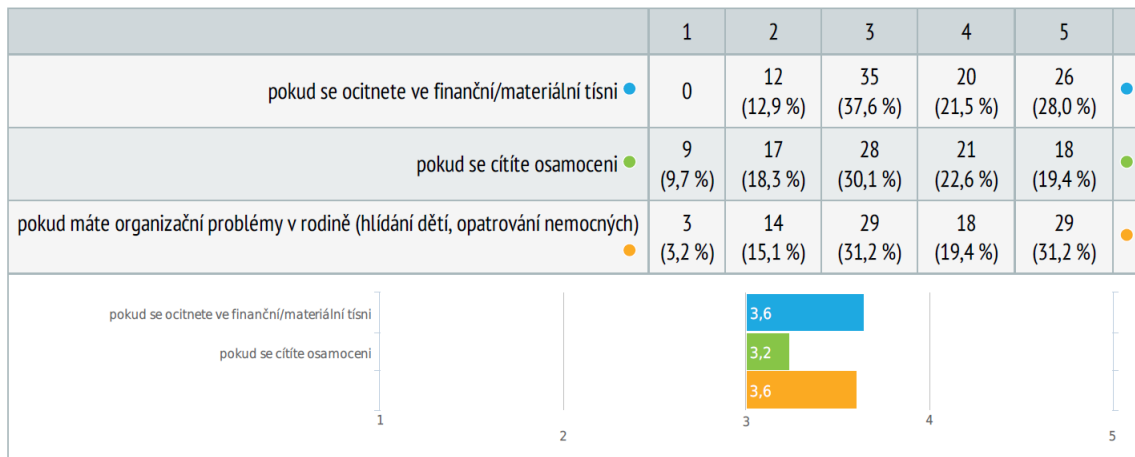 1 2 3 4 5
pokud se ocitnete ve finanční/materiální tísni 0 12 35 20 26
(12,9 %) (37,6 %) (21,5 %) (28,0 %)
pokud se cítíte osamoceni 9 17 28 21 18
(9,7 %) (18,3 %) (30,1 %) (22,6 %) (19,4 %)
pokud máte organizační problémy v rodině (hlídání dětí, opatrování nemocných) 3 14 29 18 29
(3,2 %) (15,1 %) (31,2 %) (19,4 %) (31,2 %)
pokud se ocitnete ve finanční/materiální tísni 3,6
pokud se cítíte osamoceni 3,2
3,6
1 2 3 4 5